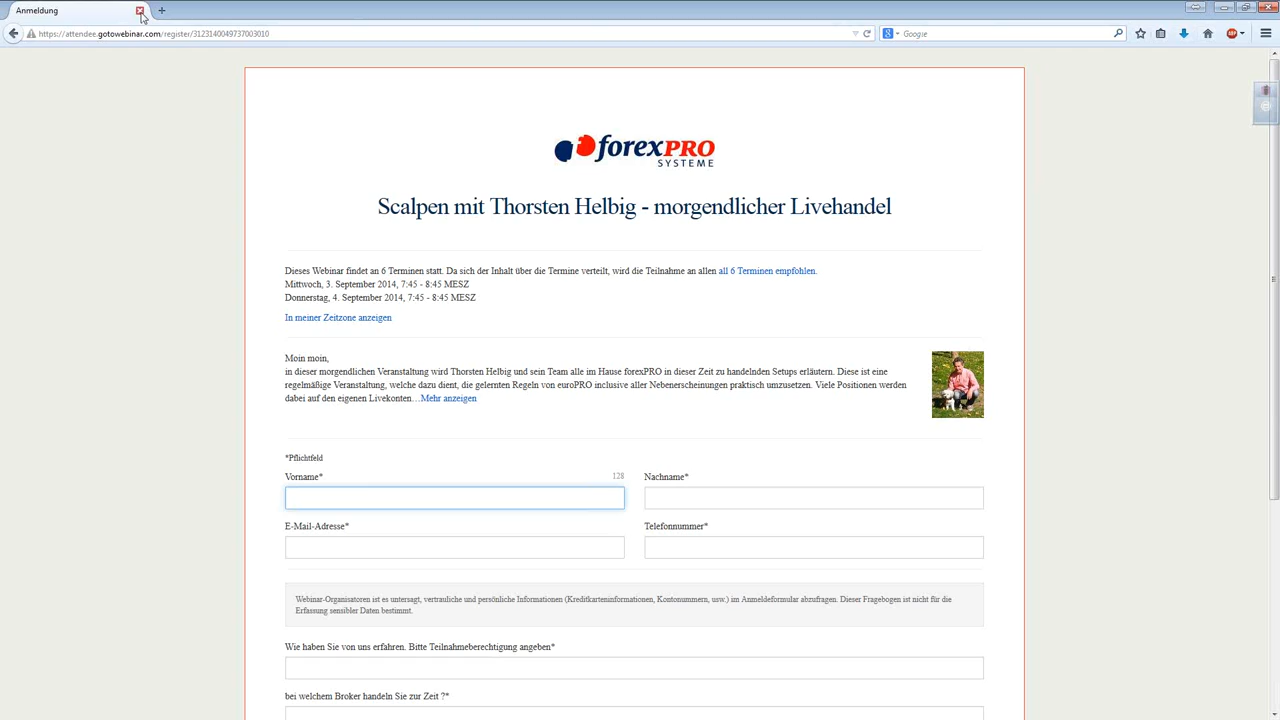 Anmeldung
https://attendee.gotowebinar.com/register/3123140049737003010
Google
ABP
forexPRO
SYSTEME
Scalpen mit Thorsten Helbig - morgendlicher Livehandel
Dieses Webinar findet an 6 Terminen statt. Da sich der Inhalt über die Termine verteilt, wird die Teilnahme an allen all 6 Terminen empfohlen.
Mittwoch, 3. September 2014, 7:45 - 8:45 MESZ
Donnerstag, 4. September 2014, 7:45 - 8:45 MESZ
In meiner Zeitzone anzeigen
Moin moin,
in dieser morgendlichen Veranstaltung wird Thorsten Helbig und sein Team alle im Hause forexPRO in dieser Zeit zu handelnden Setups erläutern. Diese ist eine
regelmäßige Veranstaltung, welche dazu dient, die gelernten Regeln von euroPRO inclusive aller Nebenerscheinungen praktisch umzusetzen. Viele Positionen werden
dabei auf den eigenen Livekonten…Mehr anzeigen
*Pflichtfeld
Vorname* 128 Nachname*
E-Mail-Adresse* Telefonnummer*
Webinar-Organisatoren ist es untersagt, vertrauliche und persönliche Informationen (Kreditkarteninformationen, Kontonummern, usw.) im Anmeldeformular abzufragen. Dieser Fragebogen ist nicht für die
Erfassung sensibler Daten bestimmt.
Wie haben Sie von uns erfahren. Bitte Teilnahmeberechtigung angeben*
bei welchem Broker handeln Sie zur Zeit ?*